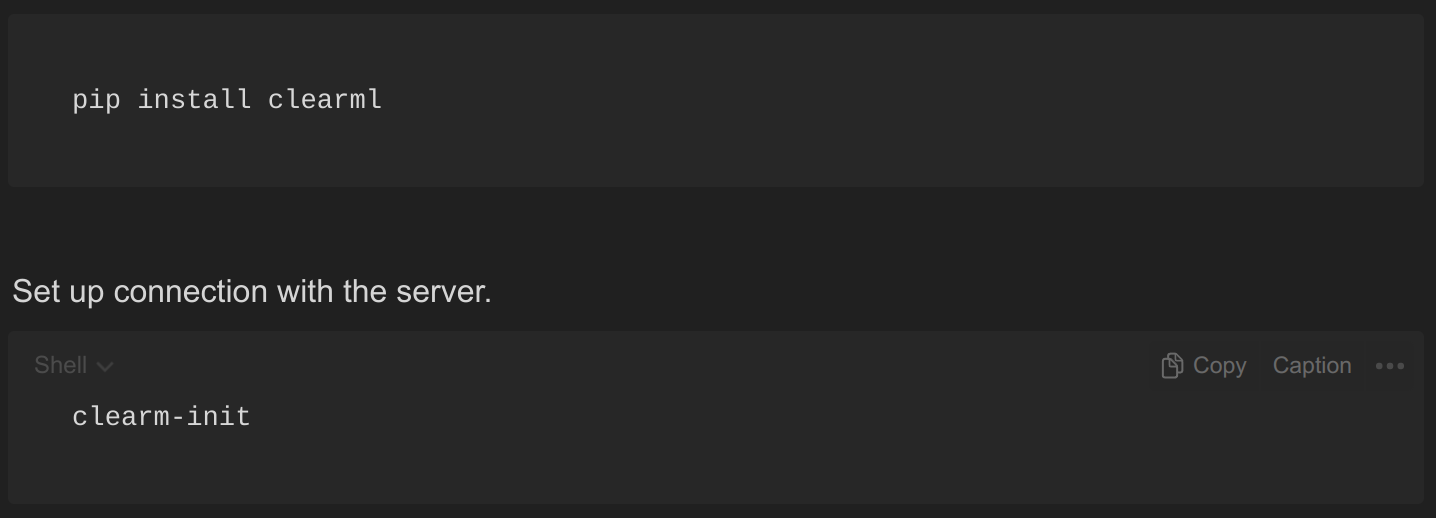 pip install clearml
Set up connection with the server.
Shell
Copy Caption
clearm-init